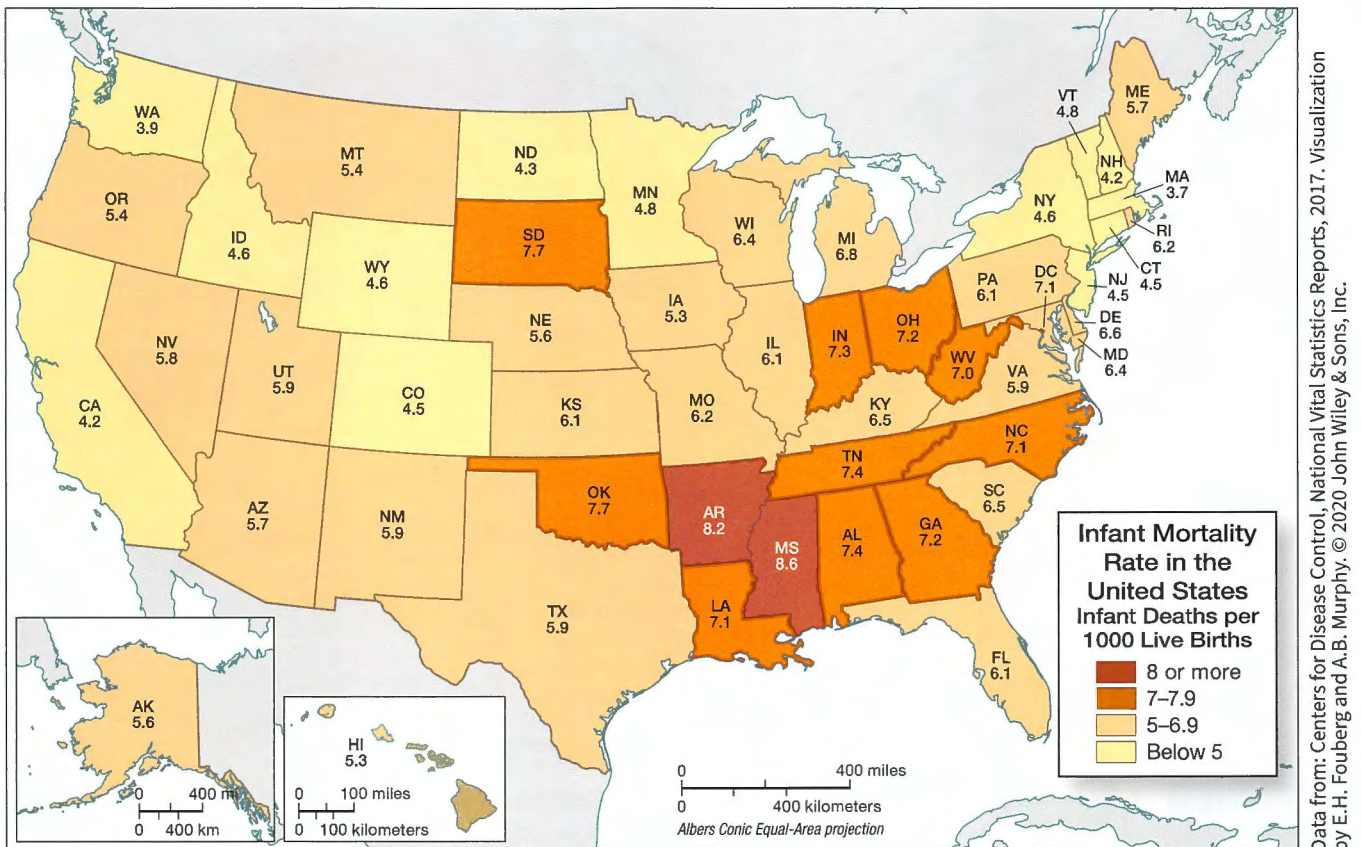 WA
3.9
OR
5.4
CA
4.2
ID
4.6
NV
5.8
MT
5.4
WY
4.6
UT
5.9
AZ
5.7
CO
4.5
NM
5.9
ND
4.3
SD
7.7
NE
5.6
KS
6.1
OK
7.7
TX
5.9
MN
4.8
IA
5.3
MO
6.2
AR
8.2
LA
7.1
WI
6.4
IL
6.1
MS
8.6
MI
6.8
IN
7.3
OH
7.2
KY
6.5
TN
7.4
AL
7.4
GA
7.2
FL
6.1
SC
6.5
NC
7.1
VA
5.9
WV
7.0
PA
6.1
DC
7.1
NY
4.6
VT
4.8
NH
4.2
ME
5.7
MA
3.7
RI
6.2
CT
4.5
NJ
4.5
DE
6.6
MD
6.4
AK
5.6
0 400 mi
0 400 km
HI
5.3
0 100 miles
0 100 kilometers
0 400 miles
0 400 kilometers
Albers Conic Equal-Area projection
Infant Mortality
Rate in the
United States
Infant Deaths per
1000 Live Births
8 or more
7–7.9
5–6.9
Below 5
Data from: Centers for Disease Control, National Vital Statistics Reports, 2017. Visualization
by E.H. Fouberg and A.B. Murphy. © 2020 John Wiley & Sons, Inc.